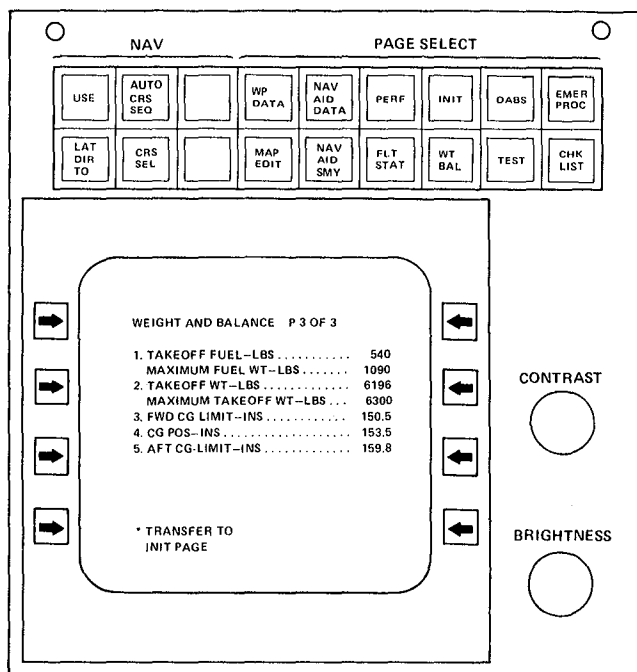 NAV
PAGE SELECT
USE
AUTO
CRS
SEQ
WP
DATA
NAV
AID
DATA
PERF
INIT
DABS
EMER
PROC
LAT
DIR
TO
CRS
SEL
MAP
EDIT
NAV
AID
SMY
FLT
STAT
WT
BAL
TEST
CHK
LIST
WEIGHT AND BALANCE P 3 OF 3
1. TAKEOFF FUEL–LBS ........... 540
MAXIMUM FUEL WT–LBS ....... 1090
2. TAKEOFF WT–LBS ............. 6196
MAXIMUM TAKEOFF WT–LBS ... 6300
3. FWD CG LIMIT–INS ............ 150.5
4. CG POS–INS .................. 153.5
5. AFT CG-LIMIT–INS ............ 159.8
* TRANSFER TO
INIT PAGE
CONTRAST
BRIGHTNESS